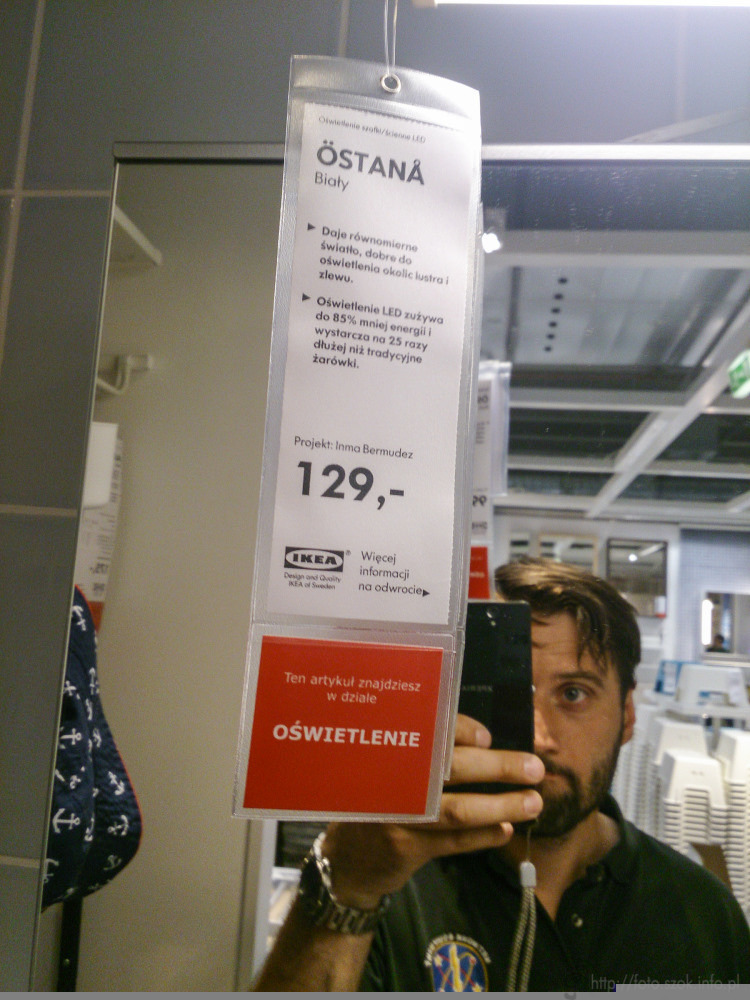 Oświetlenie szafki/ścienne LED
ÖSTANÅ
Biały
Daje równomierne
światło, dobre do
oświetlenia okolic lustra i
zlewu.
Oświetlenie LED zużywa
do 85% mniej energii i
wystarcza na 25 razy
dłużej niż tradycyjne
żarówki.
Projekt: Inma Bermudez
129,-
IKEA®
Design and Quality
IKEA of Sweden
Więcej
informacji
na odwrocie
Ten artykuł znajdziesz
w dziale
OŚWIETLENIE
http://foto.szok.info.pl